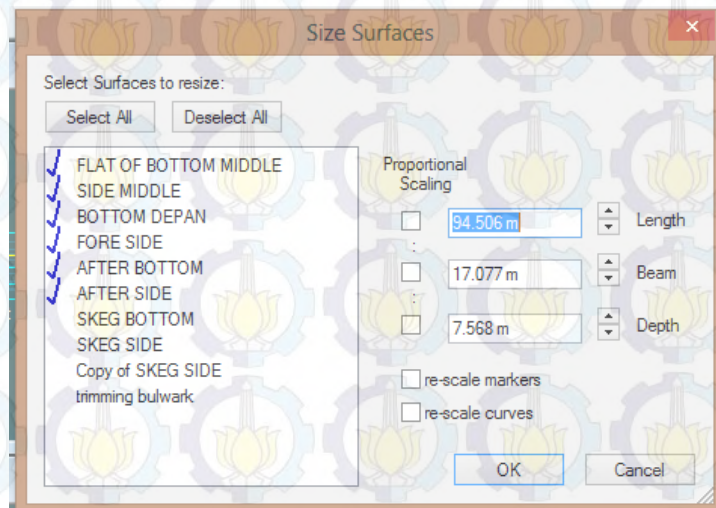 Size Surfaces
Select Surfaces to resize:
Select All
Deselect All
FLAT OF BOTTOM MIDDLE
SIDE MIDDLE
BOTTOM DEPAN
FORE SIDE
AFTER BOTTOM
AFTER SIDE
SKEG BOTTOM
SKEG SIDE
Copy of SKEG SIDE
trimming bulwark
Proportional
Scaling
94.506 m
Length
:
17.077 m
Beam
:
7.568 m
Depth
re-scale markers
re-scale curves
OK
Cancel